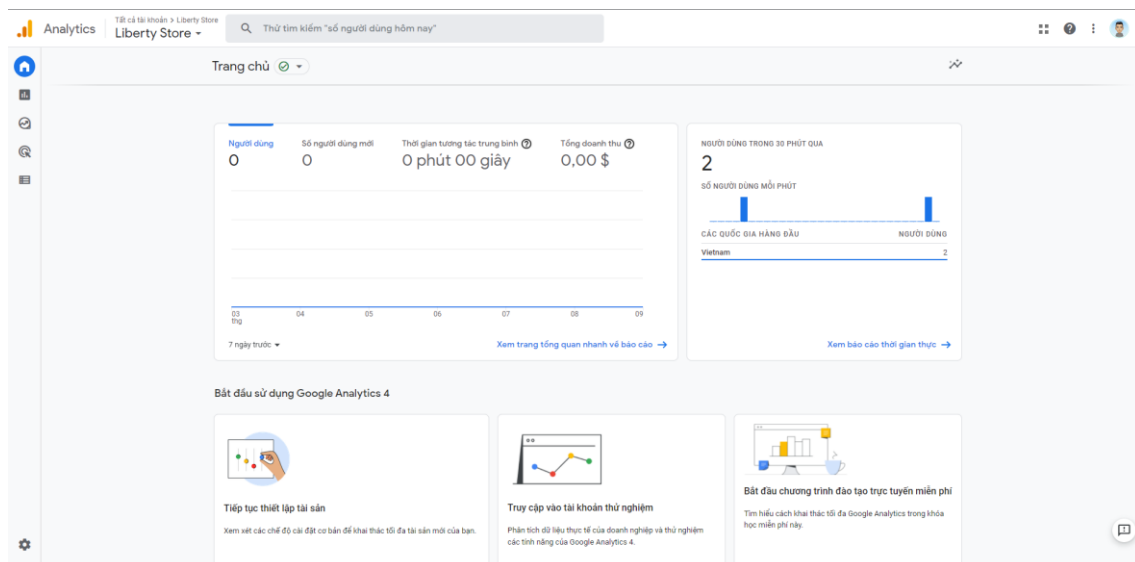 Analytics
Tất cả tài khoản > Liberty Store
Liberty Store
Thử tìm kiếm "số người dùng hôm nay"
Trang chủ
Người dùng
0
Số người dùng mới
0
Thời gian tương tác trung bình
0 phút 00 giây
Tổng doanh thu
0,00 $
03
thg
04
05
06
07
08
09
7 ngày trước
Xem trang tổng quan nhanh về báo cáo
NGƯỜI DÙNG TRONG 30 PHÚT QUA
2
SỐ NGƯỜI DÙNG MỖI PHÚT
CÁC QUỐC GIA HÀNG ĐẦU NGƯỜI DÙNG
Vietnam 2
Xem báo cáo thời gian thực
Bắt đầu sử dụng Google Analytics 4
Tiếp tục thiết lập tài sản
Xem xét các chế độ cài đặt cơ bản để khai thác tối đa tài sản mới của bạn.
Truy cập vào tài khoản thử nghiệm
Phân tích dữ liệu thực tế của doanh nghiệp và thử nghiệm
các tính năng của Google Analytics 4.
Bắt đầu chương trình đào tạo trực tuyến miễn phí
Tìm hiểu cách khai thác tối đa Google Analytics trong khóa
học miễn phí này.